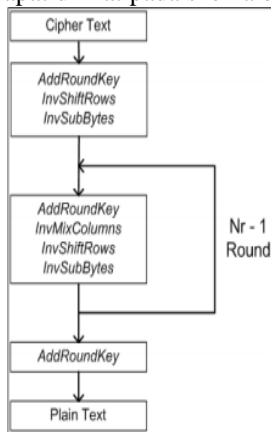 Cipher Text
AddRoundKey
InvShiftRows
InvSubBytes
AddRoundKey
InvMixColumns
InvShiftRows
InvSubBytes
Nr - 1
Round
AddRoundKey
Plain Text